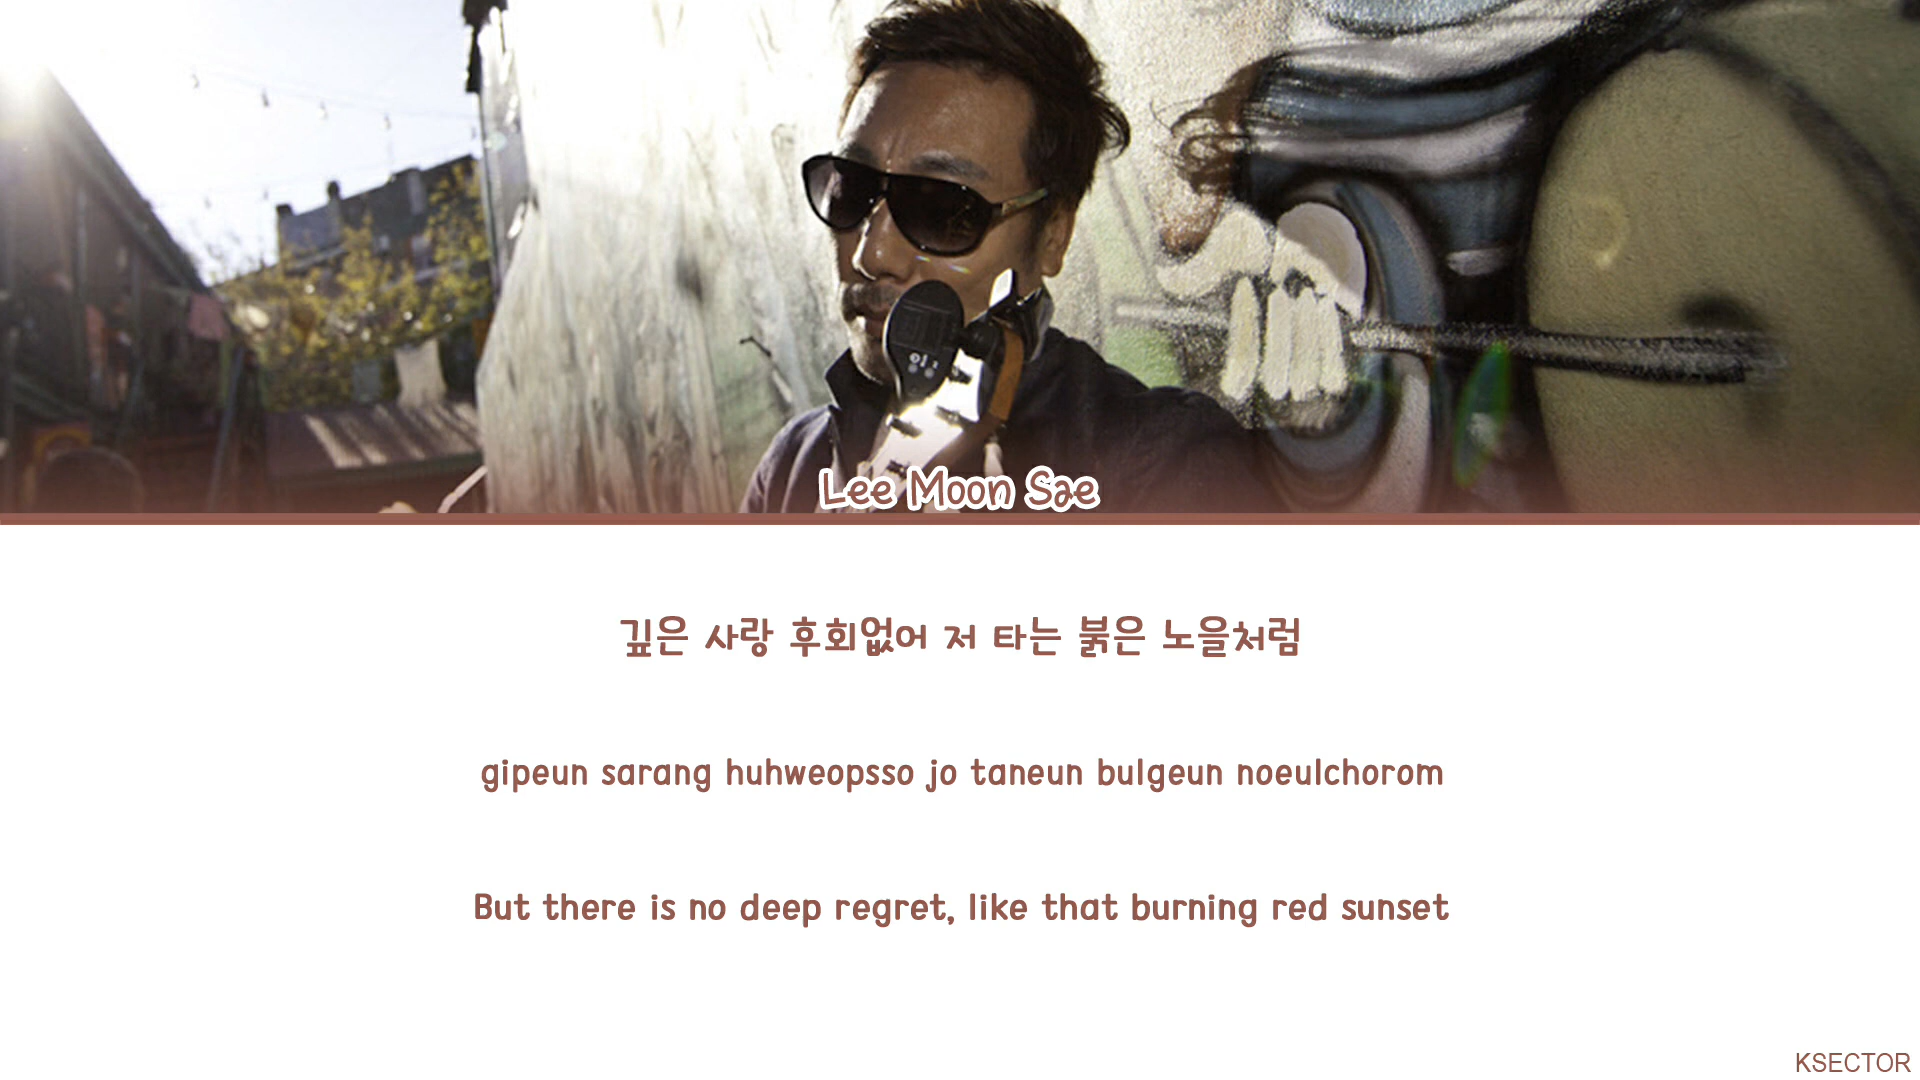 Lee Moon Sae
깊은 사랑 후회없어 저 타는 붉은 노을처럼
gipeun sarang huhweopsso jo taneun bulgeun noeulchorom
But there is no deep regret, like that burning red sunset
KSECTOR